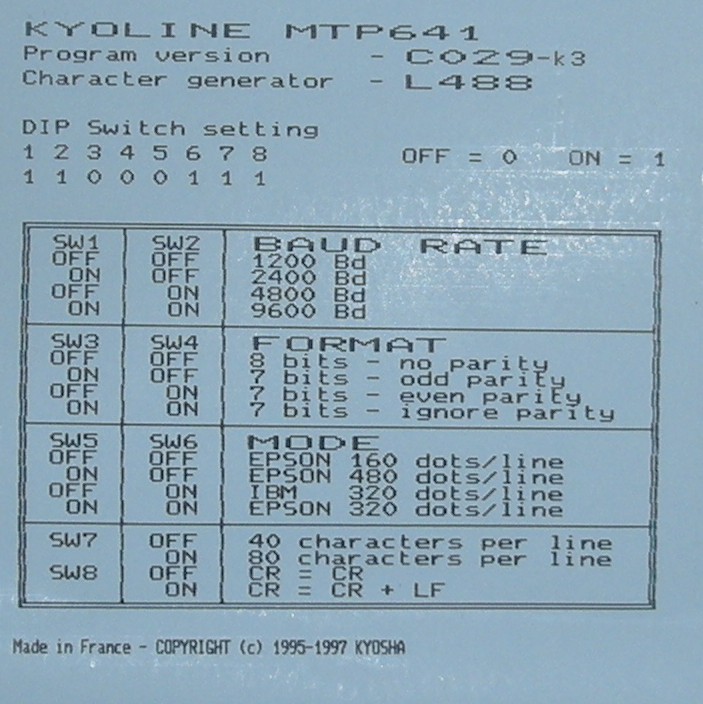 KYOLINE MTP641
Program version - C029-k3
Character generator - L488
DIP Switch setting
1 2 3 4 5 6 7 8 OFF = 0 ON = 1
1 1 0 0 0 1 1 1
SW1 SW2 BAUD RATE
OFF OFF 1200 Bd
ON OFF 2400 Bd
OFF ON 4800 Bd
ON ON 9600 Bd
SW3 SW4 FORMAT
OFF OFF 8 bits - no parity
ON OFF 7 bits - odd parity
OFF ON 7 bits - even parity
ON ON 7 bits - ignore parity
SW5 SW6 MODE
OFF OFF EPSON 160 dots/line
ON OFF EPSON 480 dots/line
OFF ON IBM 320 dots/line
ON ON EPSON 320 dots/line
SW7 OFF 40 characters per line
ON 80 characters per line
SW8 OFF CR = CR
ON CR = CR + LF
Made in France - COPYRIGHT (c) 1995-1997 KYOSHA